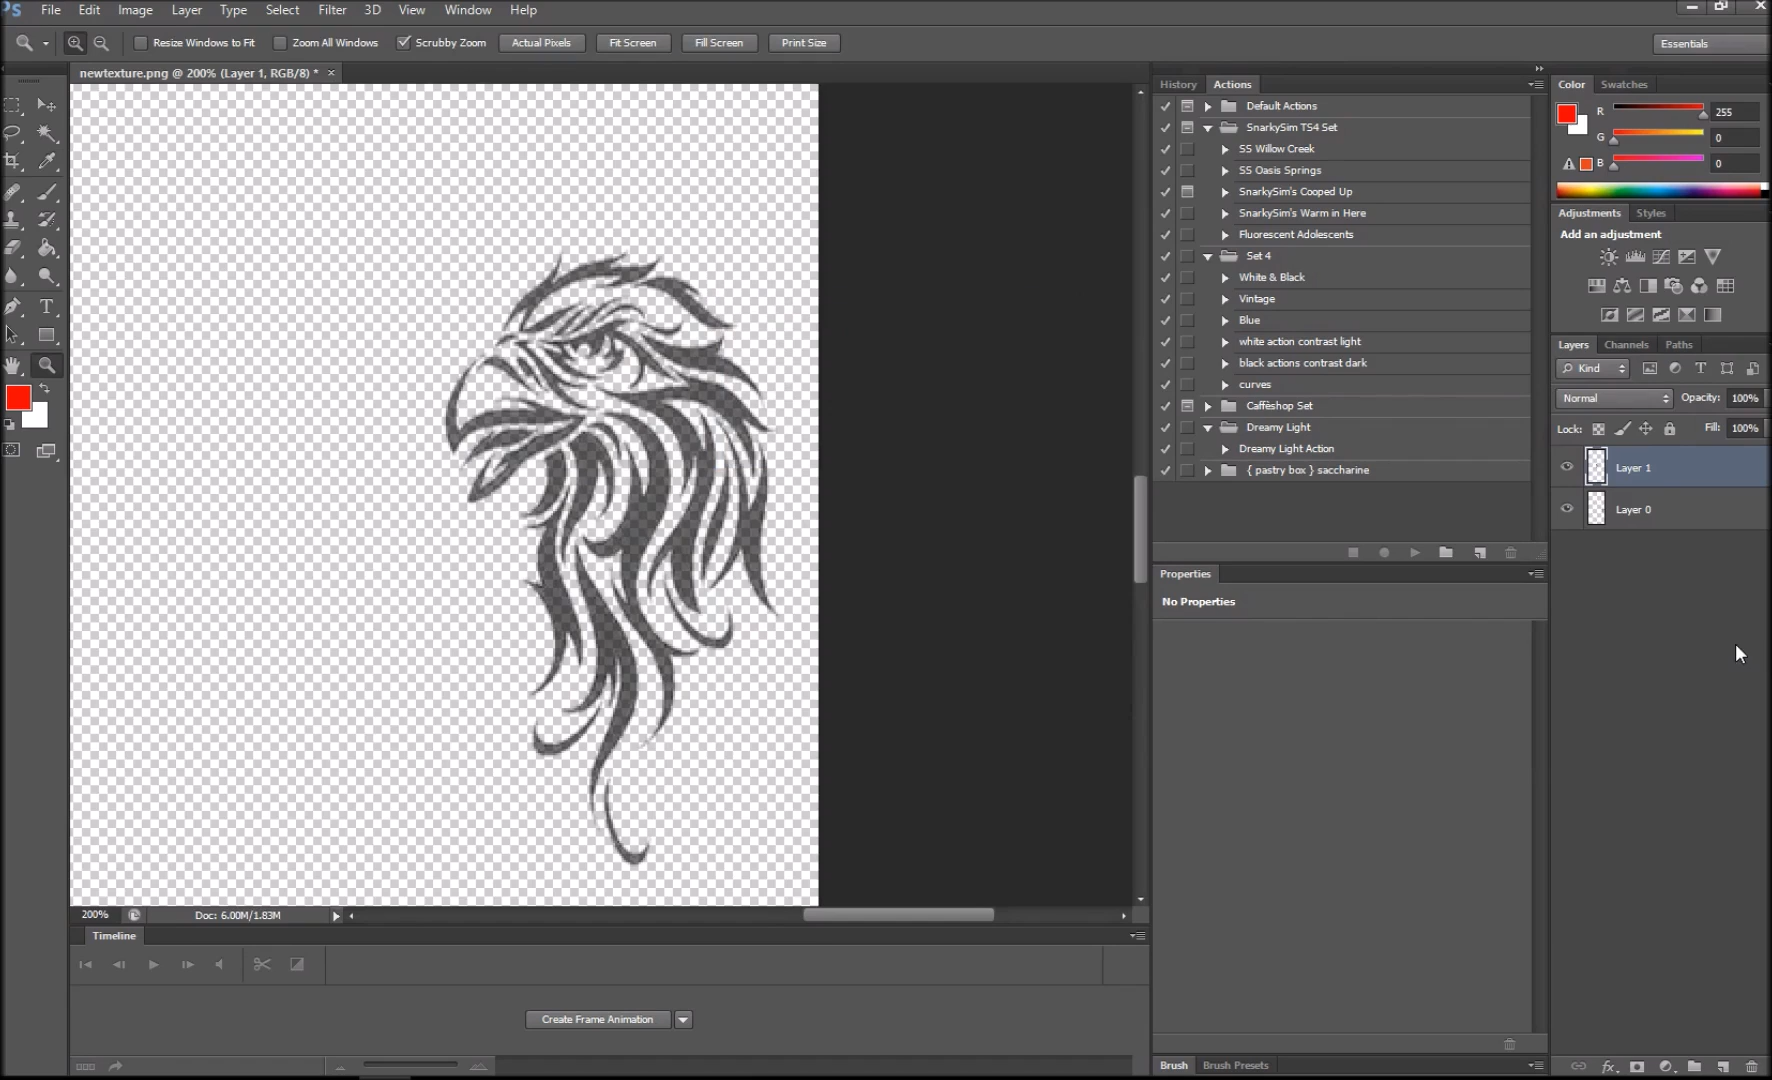 Ps File Edit Image Layer Type Select Filter 3D View Window Help
Resize Windows to Fit Zoom All Windows Scrubby Zoom Actual Pixels Fit Screen Fill Screen Print Size Essentials
newtexture.png @ 200% (Layer 1, RGB/8) * ×
History Actions
Default Actions
SnarkySim TS4 Set
SS Willow Creek
SS Oasis Springs
SnarkySim's Cooped Up
SnarkySim's Warm in Here
Fluorescent Adolescents
Set 4
White & Black
Vintage
Blue
white action contrast light
black actions contrast dark
curves
Caffèshop Set
Dreamy Light
Dreamy Light Action
{ pastry box } saccharine
Properties
No Properties
Color Swatches
R 255
G 0
B 0
Adjustments Styles
Add an adjustment
Layers Channels Paths
Kind
Normal Opacity: 100%
Lock: Fill: 100%
Layer 1
Layer 0
200% Doc: 6.00M/1.83M
Timeline
Create Frame Animation
Brush Brush Presets
fx